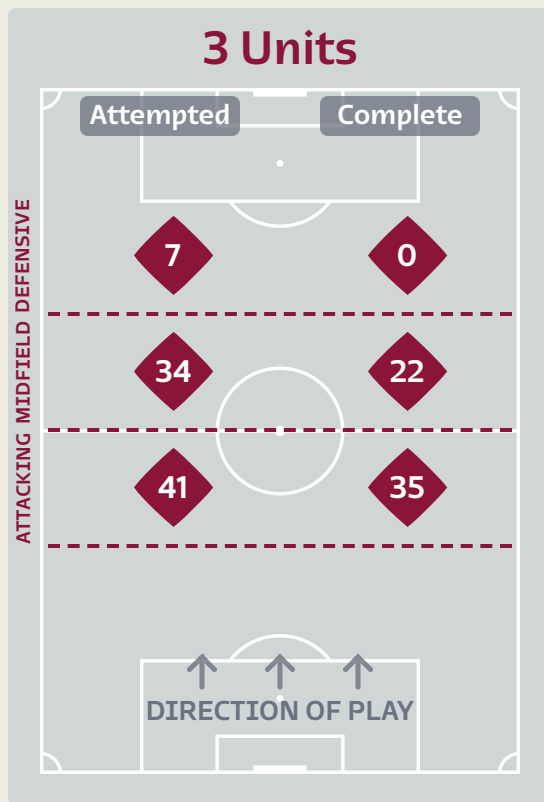 3 Units
Attempted Complete
7 0
34 22
41 35
ATTACKING MIDFIELD DEFENSIVE
DIRECTION OF PLAY